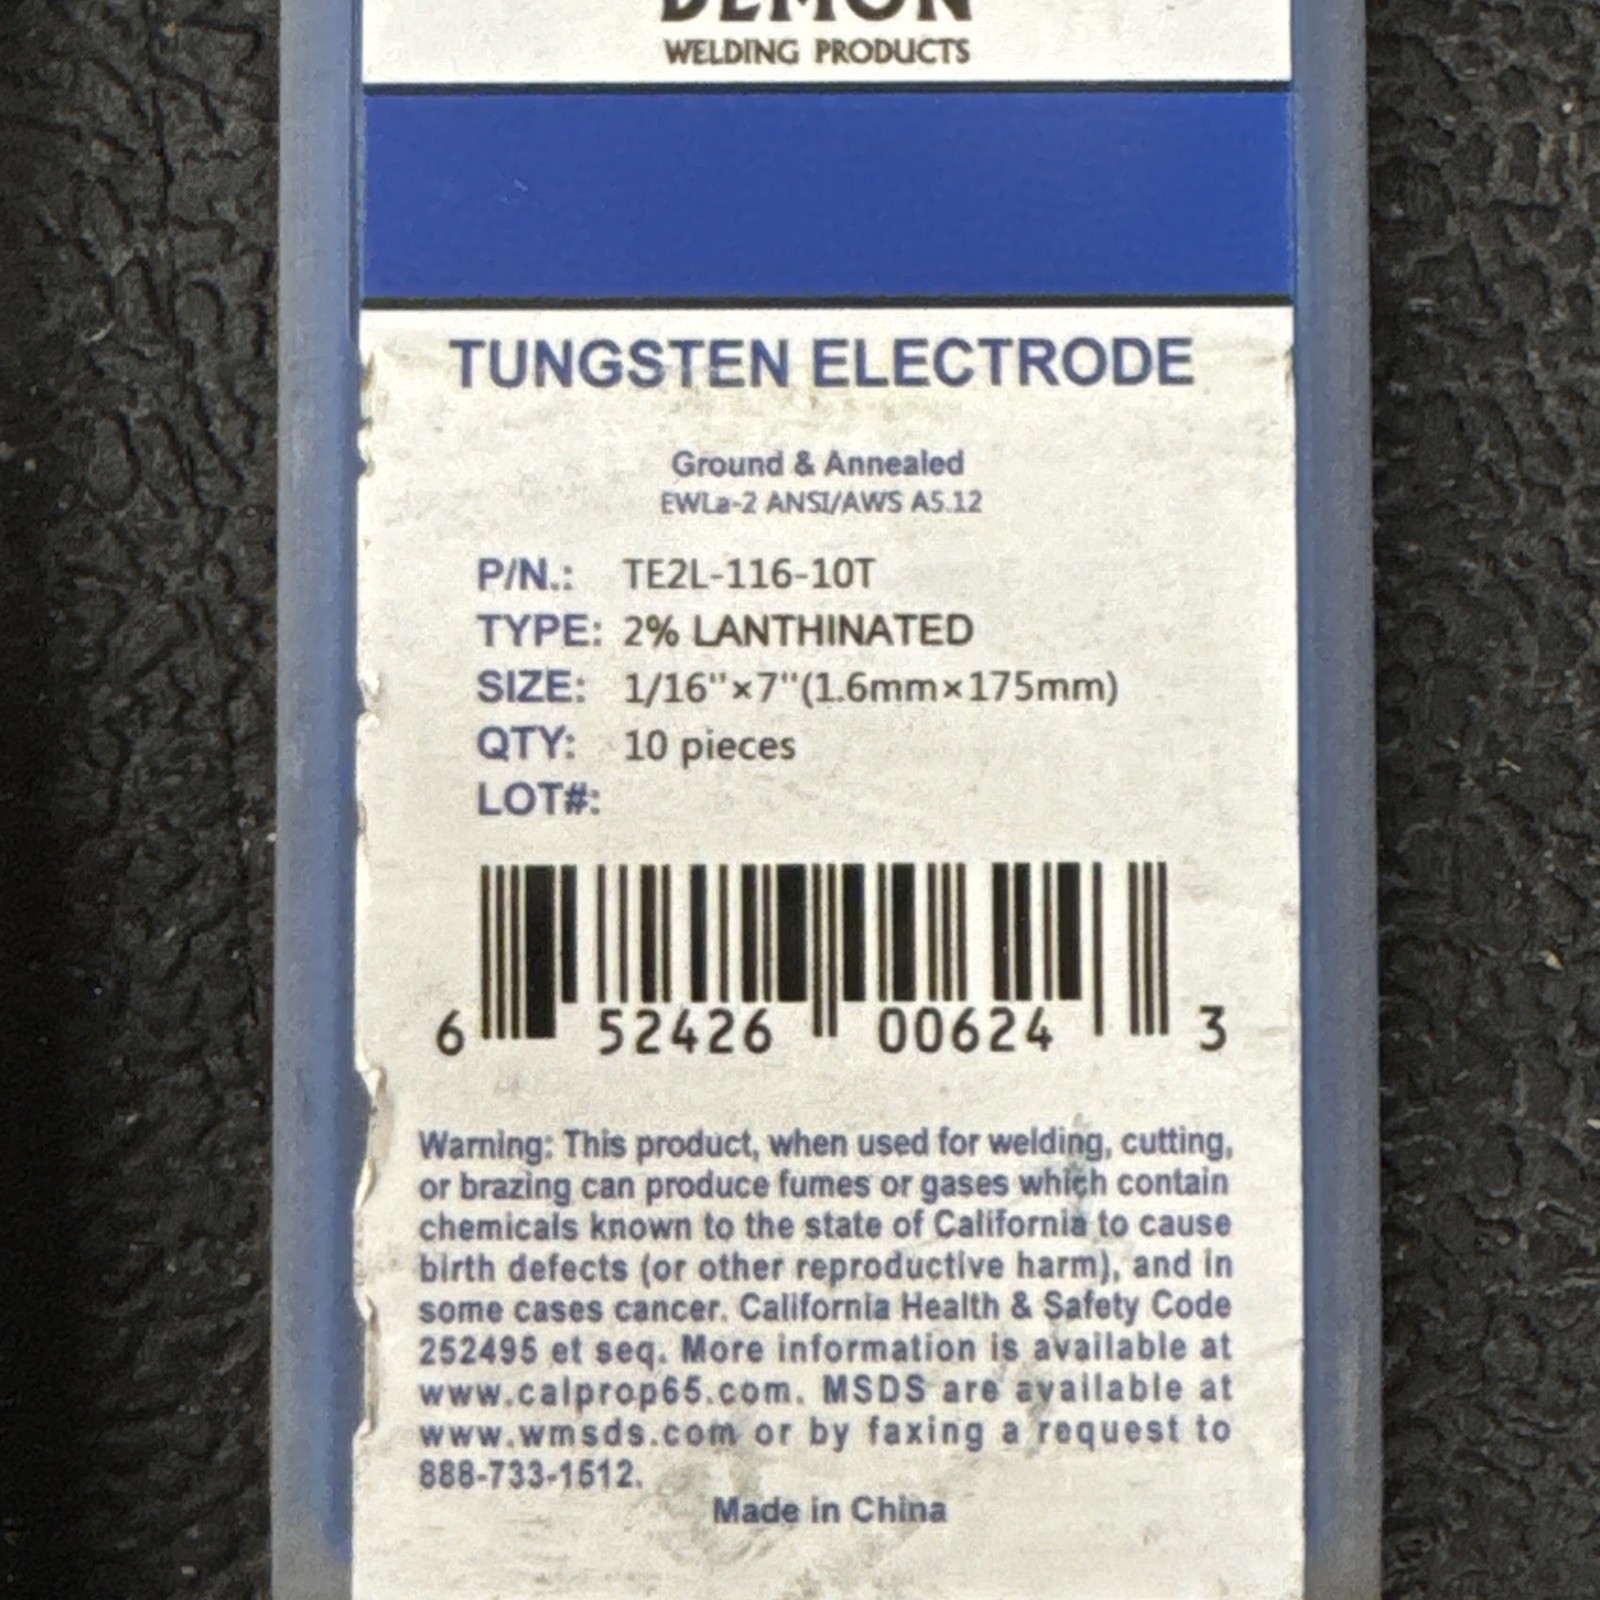 DEMON
WELDING PRODUCTS
TUNGSTEN ELECTRODE
Ground & Annealed
EWLa-2 ANSI/AWS A5.12
P/N.: TE2L-116-10T
TYPE: 2% LANTHINATED
SIZE: 1/16"×7"(1.6mm×175mm)
QTY: 10 pieces
LOT#:
6 52426 00624 3
Warning: This product, when used for welding, cutting,
or brazing can produce fumes or gases which contain
chemicals known to the state of California to cause
birth defects (or other reproductive harm), and in
some cases cancer. California Health & Safety Code
252495 et seq. More information is available at
www.calprop65.com. MSDS are available at
www.wmsds.com or by faxing a request to
888-733-1512.
Made in China